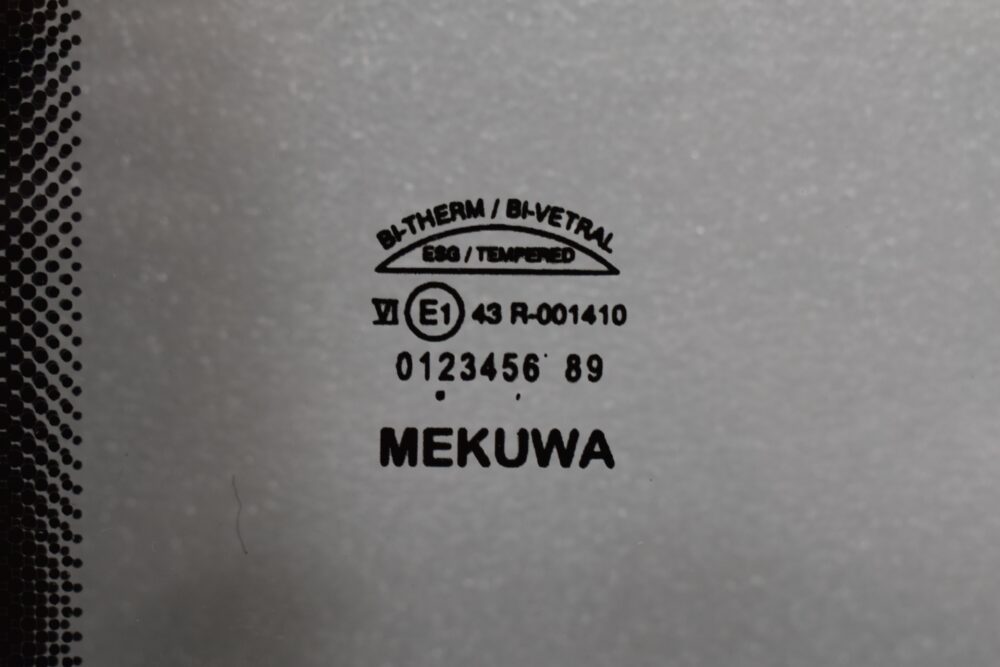 BI-THERM / BI-VETRAL
ESG / TEMPERED
VI E1 43 R-001410
0123456 89
MEKUWA